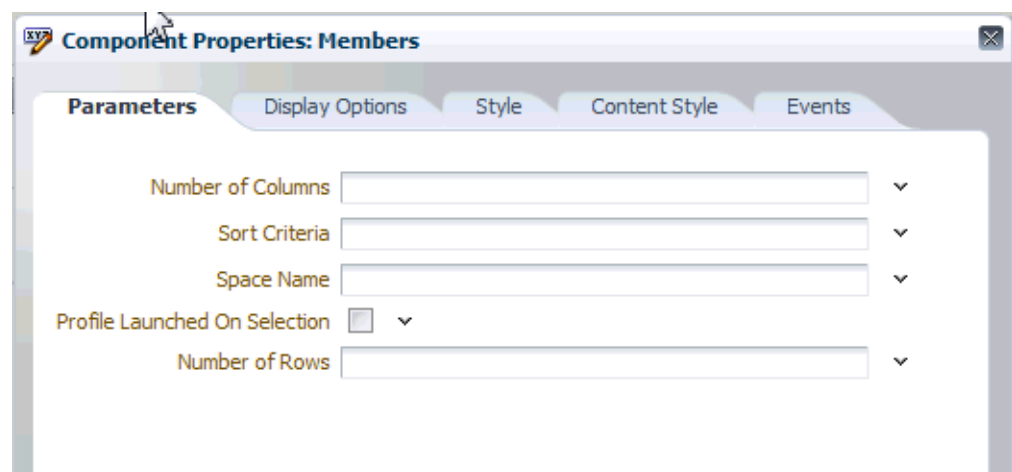 Component Properties: Members
Parameters Display Options Style Content Style Events
Number of Columns
Sort Criteria
Space Name
Profile Launched On Selection
Number of Rows